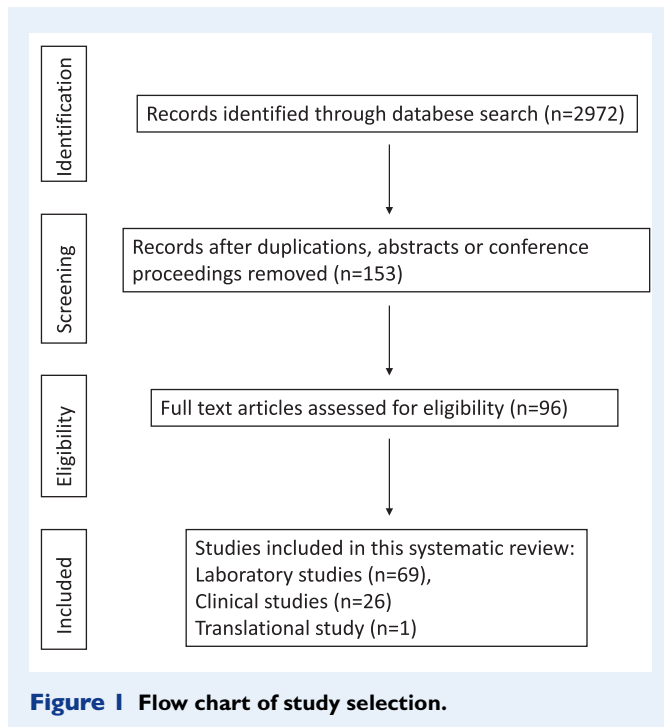 Identification
Records identified through databese search (n=2972)
Screening
Records after duplications, abstracts or conference
proceedings removed (n=153)
Eligibility
Full text articles assessed for eligibility (n=96)
Included
Studies included in this systematic review:
Laboratory studies (n=69),
Clinical studies (n=26)
Translational study (n=1)
Figure 1 Flow chart of study selection.